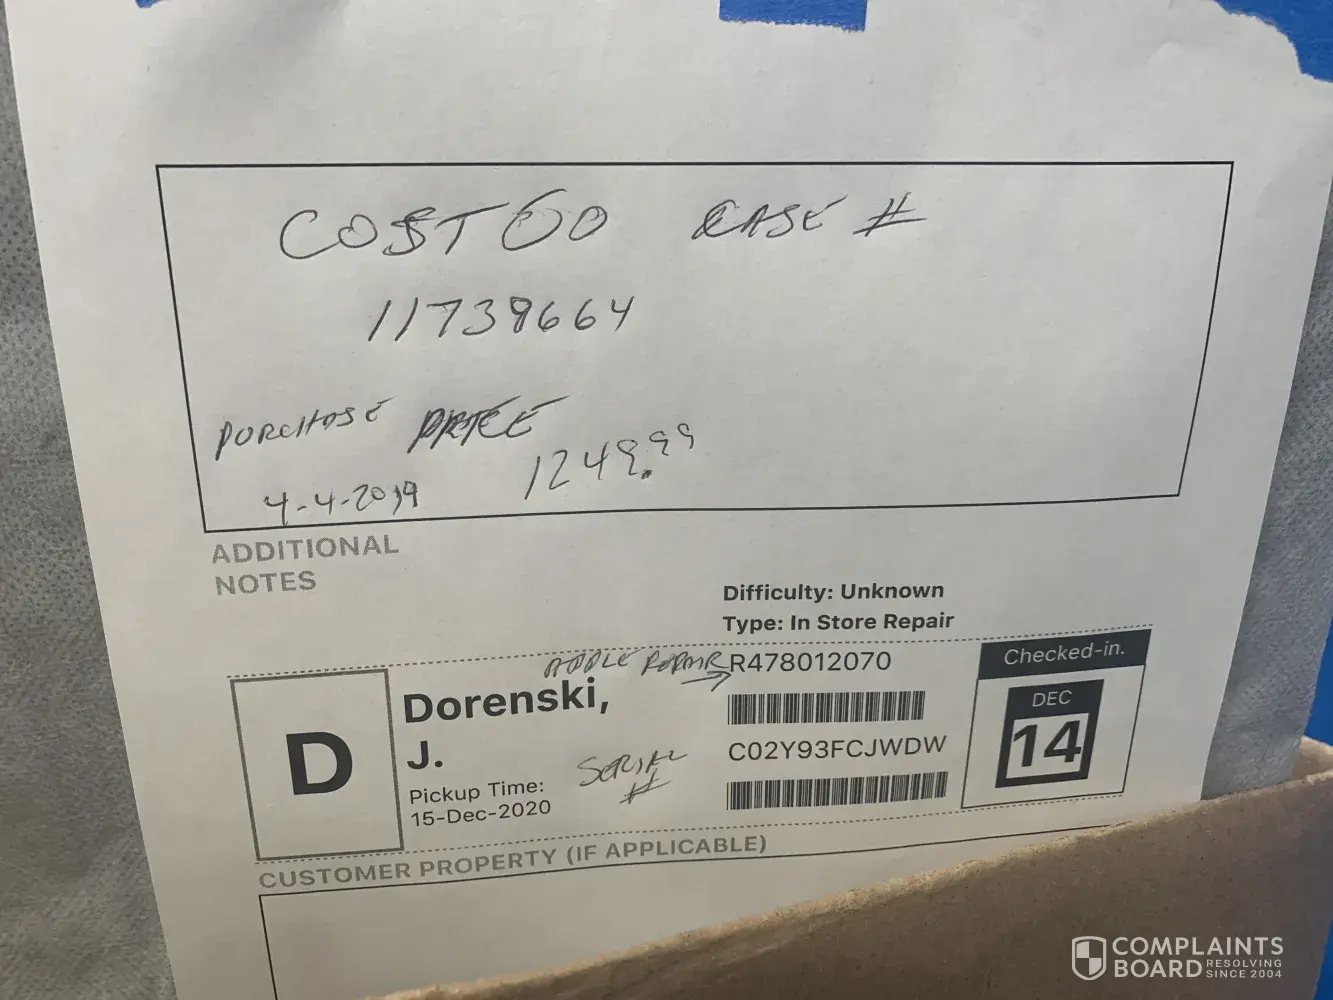 COSTCO CASE #
11738664
PURCHASE PRICE
4-4-2019 1249.99
ADDITIONAL
NOTES
Difficulty: Unknown
Type: In Store Repair
APPLE REPAIR R478012070
Checked-in.
Dorenski,
J.
DEC
14
D
SERIAL
#
C02Y93FCJWDW
Pickup Time:
15-Dec-2020
CUSTOMER PROPERTY (IF APPLICABLE)
COMPLAINTS
BOARD RESOLVING
SINCE 2004